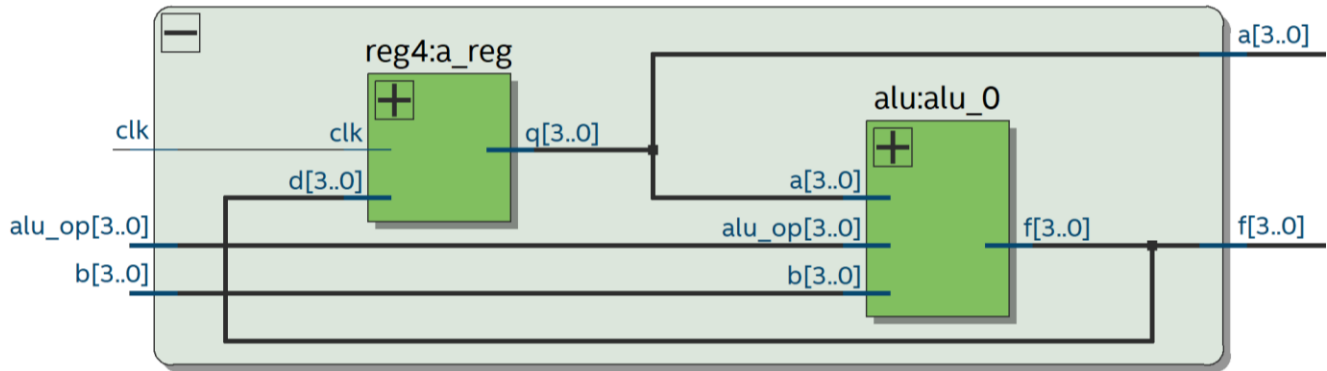 reg4:a_reg
a[3..0]
alu:alu_0
clk
clk
q[3..0]
d[3..0]
a[3..0]
alu_op[3..0]
alu_op[3..0]
f[3..0]
f[3..0]
b[3..0]
b[3..0]